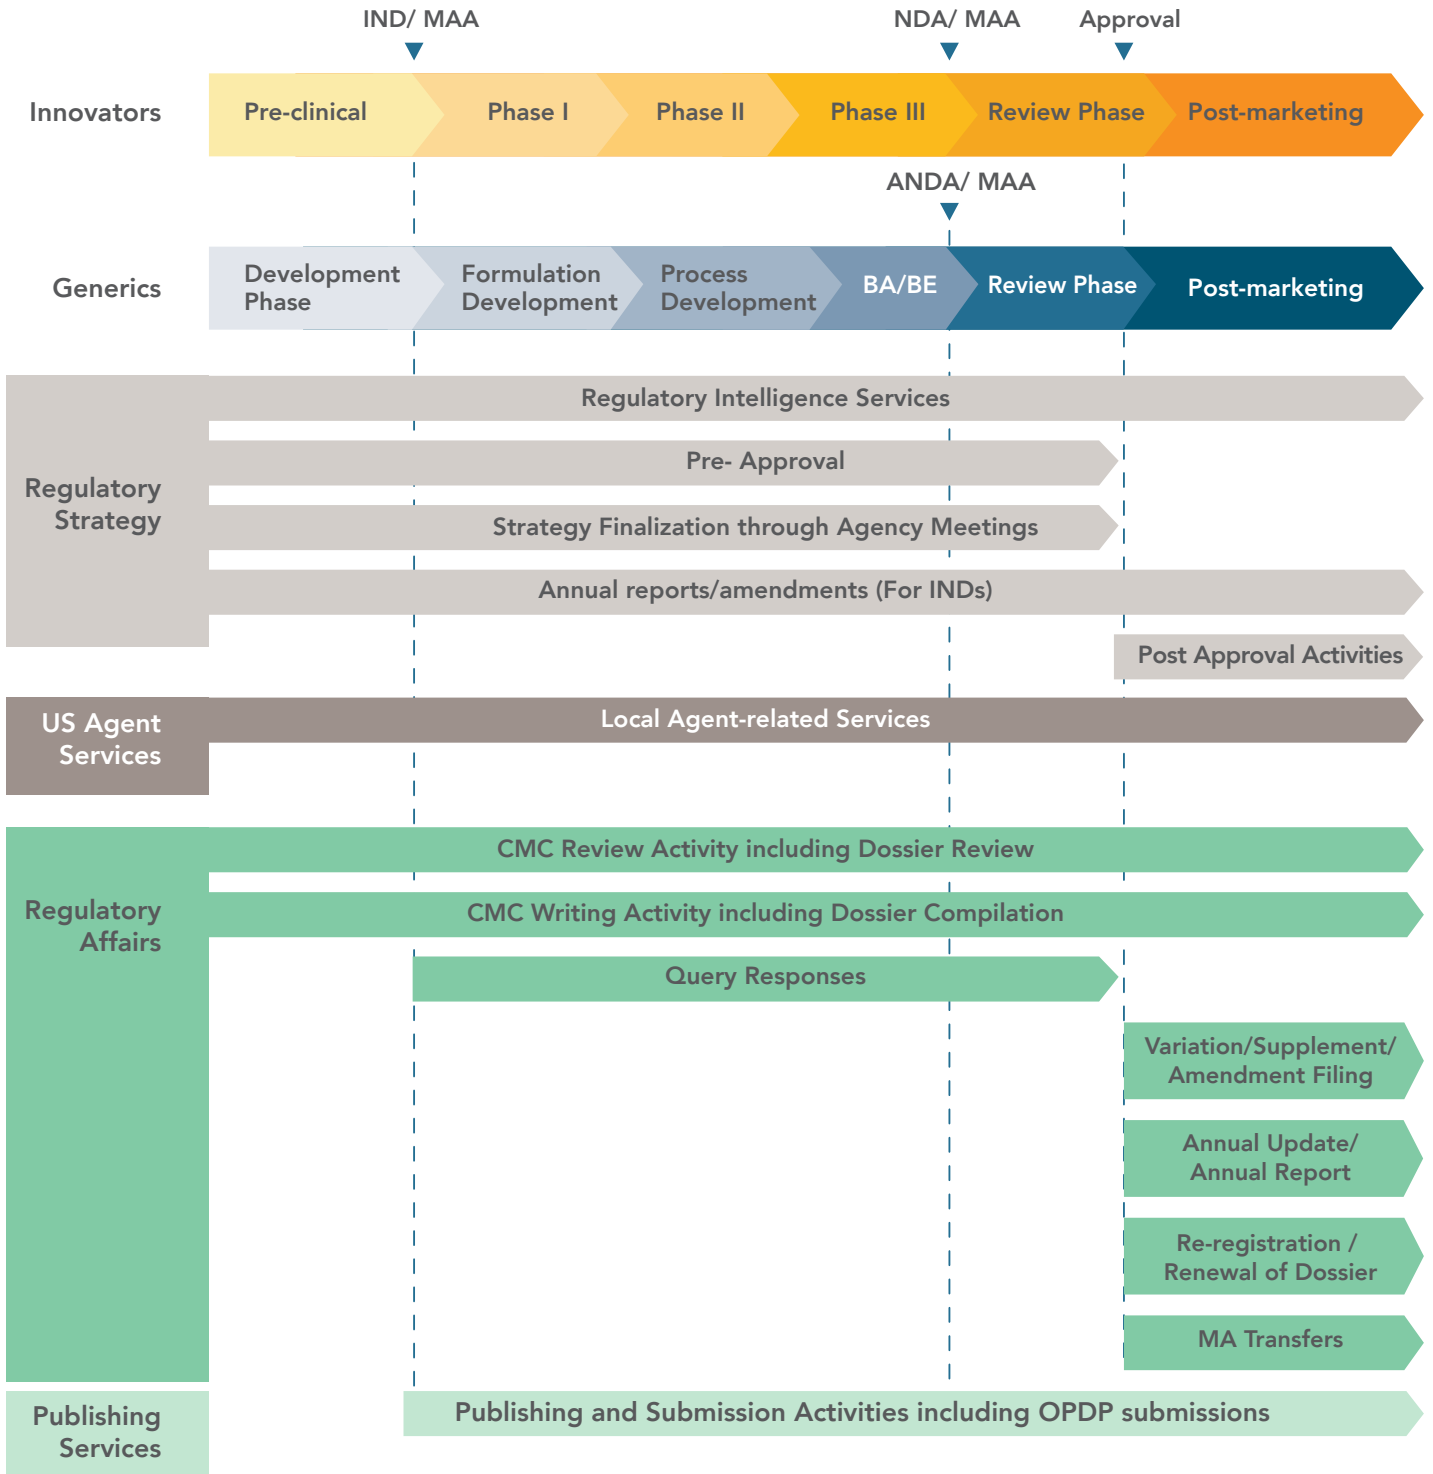 IND/ MAA
NDA/ MAA
Approval
Innovators
Pre-clinical
Phase I
Phase II
Phase III
Review Phase
Post-marketing
ANDA/ MAA
Generics
Development
Phase
Formulation
Development
Process
Development
BA/BE
Review Phase
Post-marketing
Regulatory
Strategy
Regulatory Intelligence Services
Pre- Approval
Strategy Finalization through Agency Meetings
Annual reports/amendments (For INDs)
Post Approval Activities
US Agent
Services
Local Agent-related Services
Regulatory
Affairs
CMC Review Activity including Dossier Review
CMC Writing Activity including Dossier Compilation
Query Responses
Variation/Supplement/
Amendment Filing
Annual Update/
Annual Report
Re-registration /
Renewal of Dossier
MA Transfers
Publishing
Services
Publishing and Submission Activities including OPDP submissions